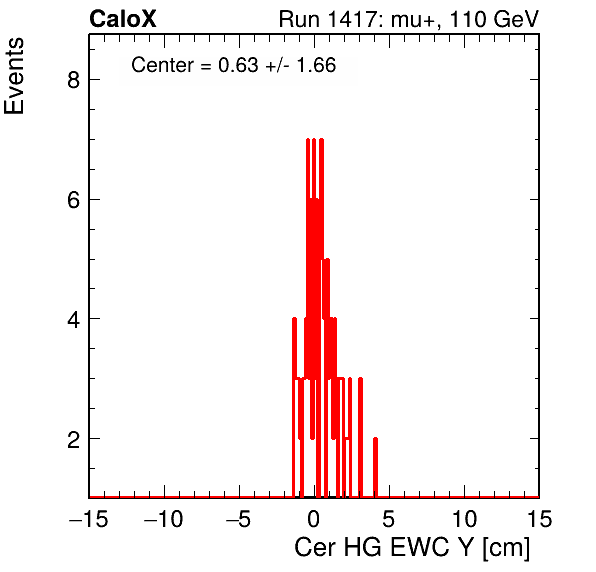 CaloX Run 1417: mu+, 110 GeV
Center = 0.63 +/- 1.66
Events
8
6
4
2
−15 −10 −5 0 5 10 15
Cer HG EWC Y [cm]